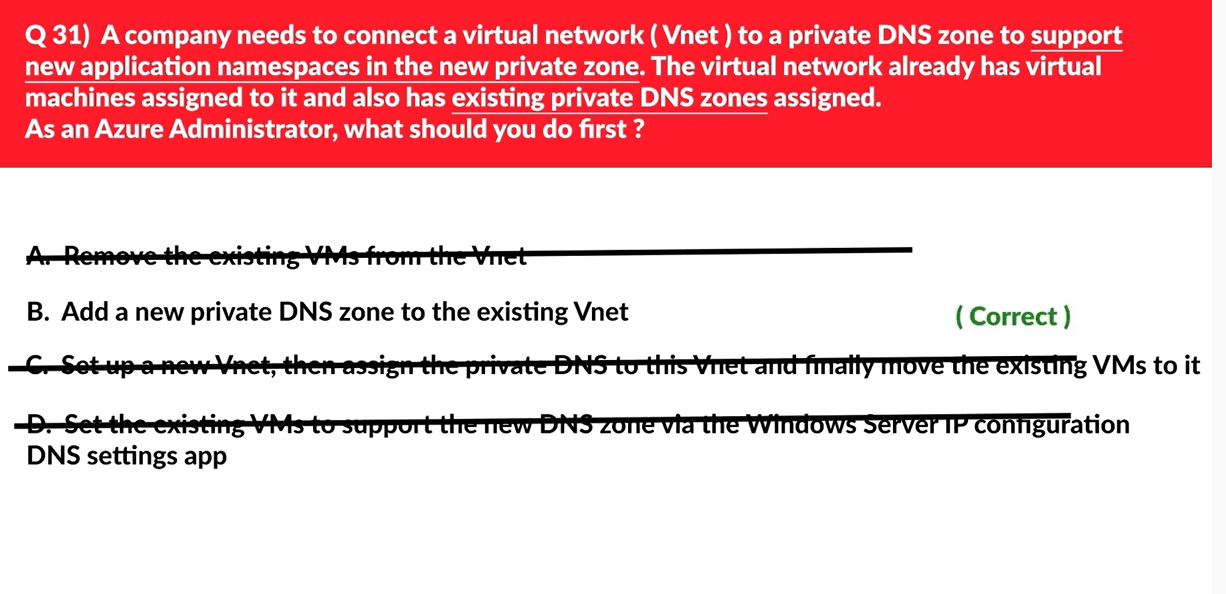 Q 31) A company needs to connect a virtual network ( Vnet ) to a private DNS zone to support
new application namespaces in the new private zone. The virtual network already has virtual
machines assigned to it and also has existing private DNS zones assigned.
As an Azure Administrator, what should you do first ?
A. Remove the existing VMs from the Vnet
B. Add a new private DNS zone to the existing Vnet
( Correct )
C. Set up a new Vnet, then assign the private DNS to this Vnet and finally move the existing VMs to it
D. Set the existing VMs to support the new DNS zone via the Windows Server IP configuration
DNS settings app